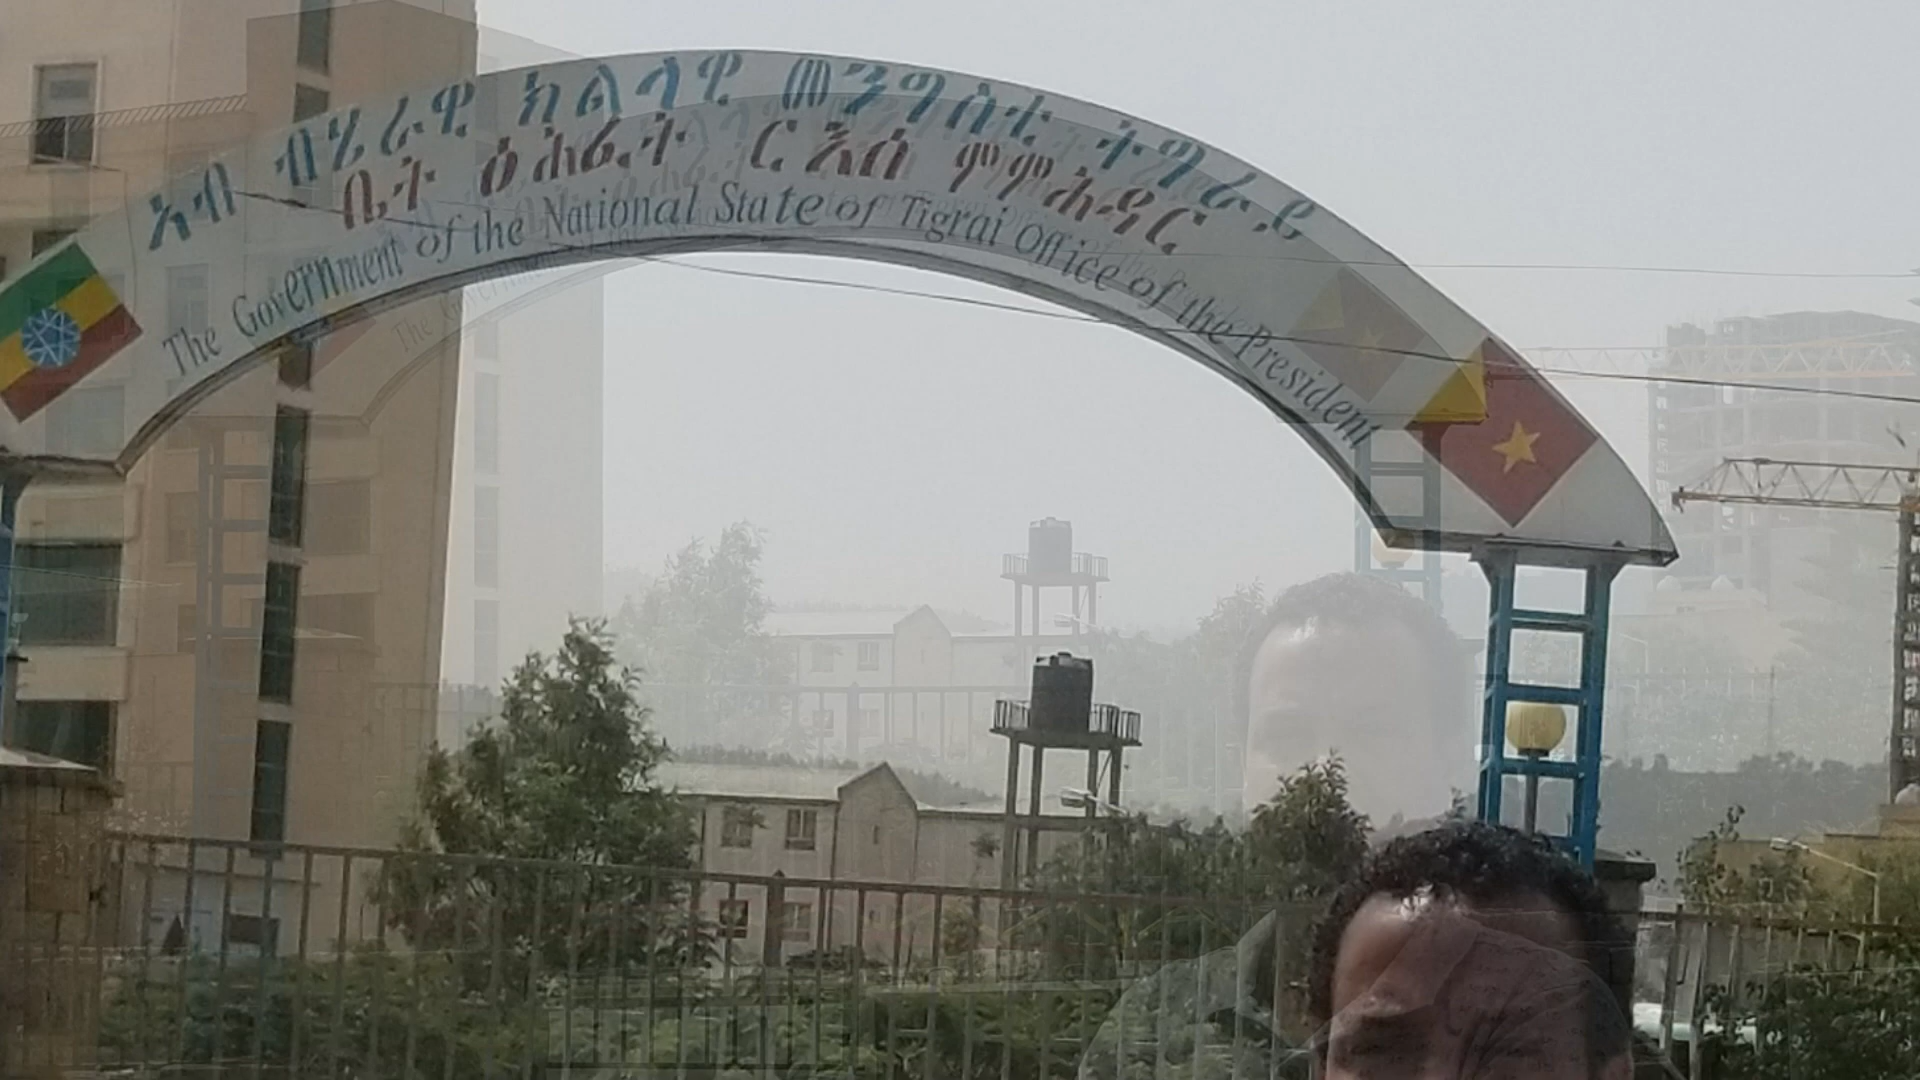 ኣብ ብሄራዊ ክልላዊ መንግስቲ ትግራይ
ቤት ዕሕፈት ርእሰ ምምሕዳር
The Government of the National State of Tigrai Office of the President